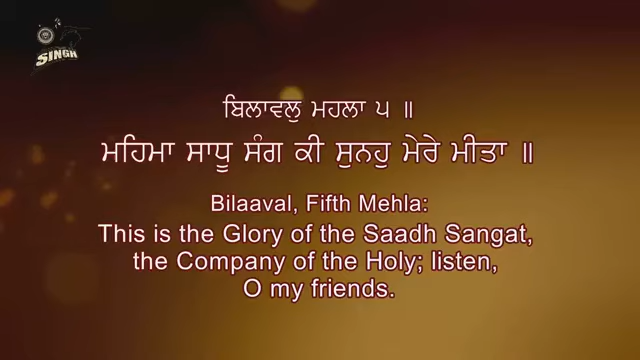 SINGH
ਬਿਲਾਵਲੁ ਮਹਲਾ ੫ ॥
ਮਹਿਮਾ ਸਾਧੂ ਸੰਗ ਕੀ ਸੁਨਹੁ ਮੇਰੇ ਮੀਤਾ ॥
Bilaaval, Fifth Mehla:
This is the Glory of the Saadh Sangat,
the Company of the Holy; listen,
O my friends.